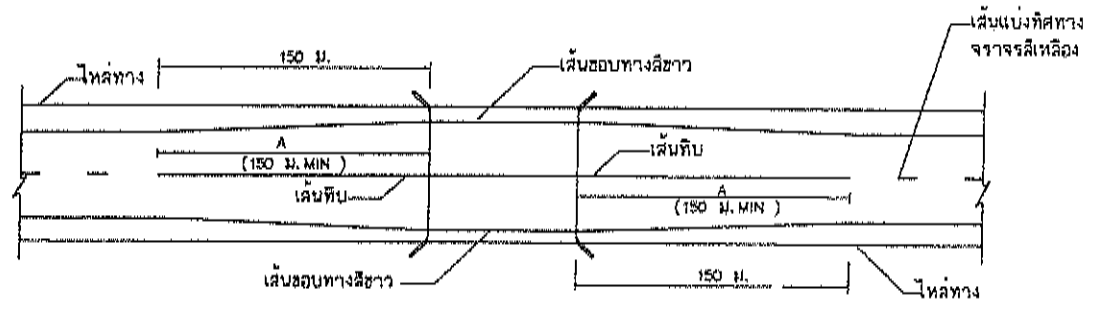 เส้นแบ่งทิศทาง
จราจรสีเหลือง
150 ม.
เส้นขอบทางสีขาว
ไหล่ทาง
A
(150 ม.MIN )
เส้นทึบ
เส้นทึบ
A
(150 ม.MIN )
เส้นขอบทางสีขาว
150 ม.
ไหล่ทาง